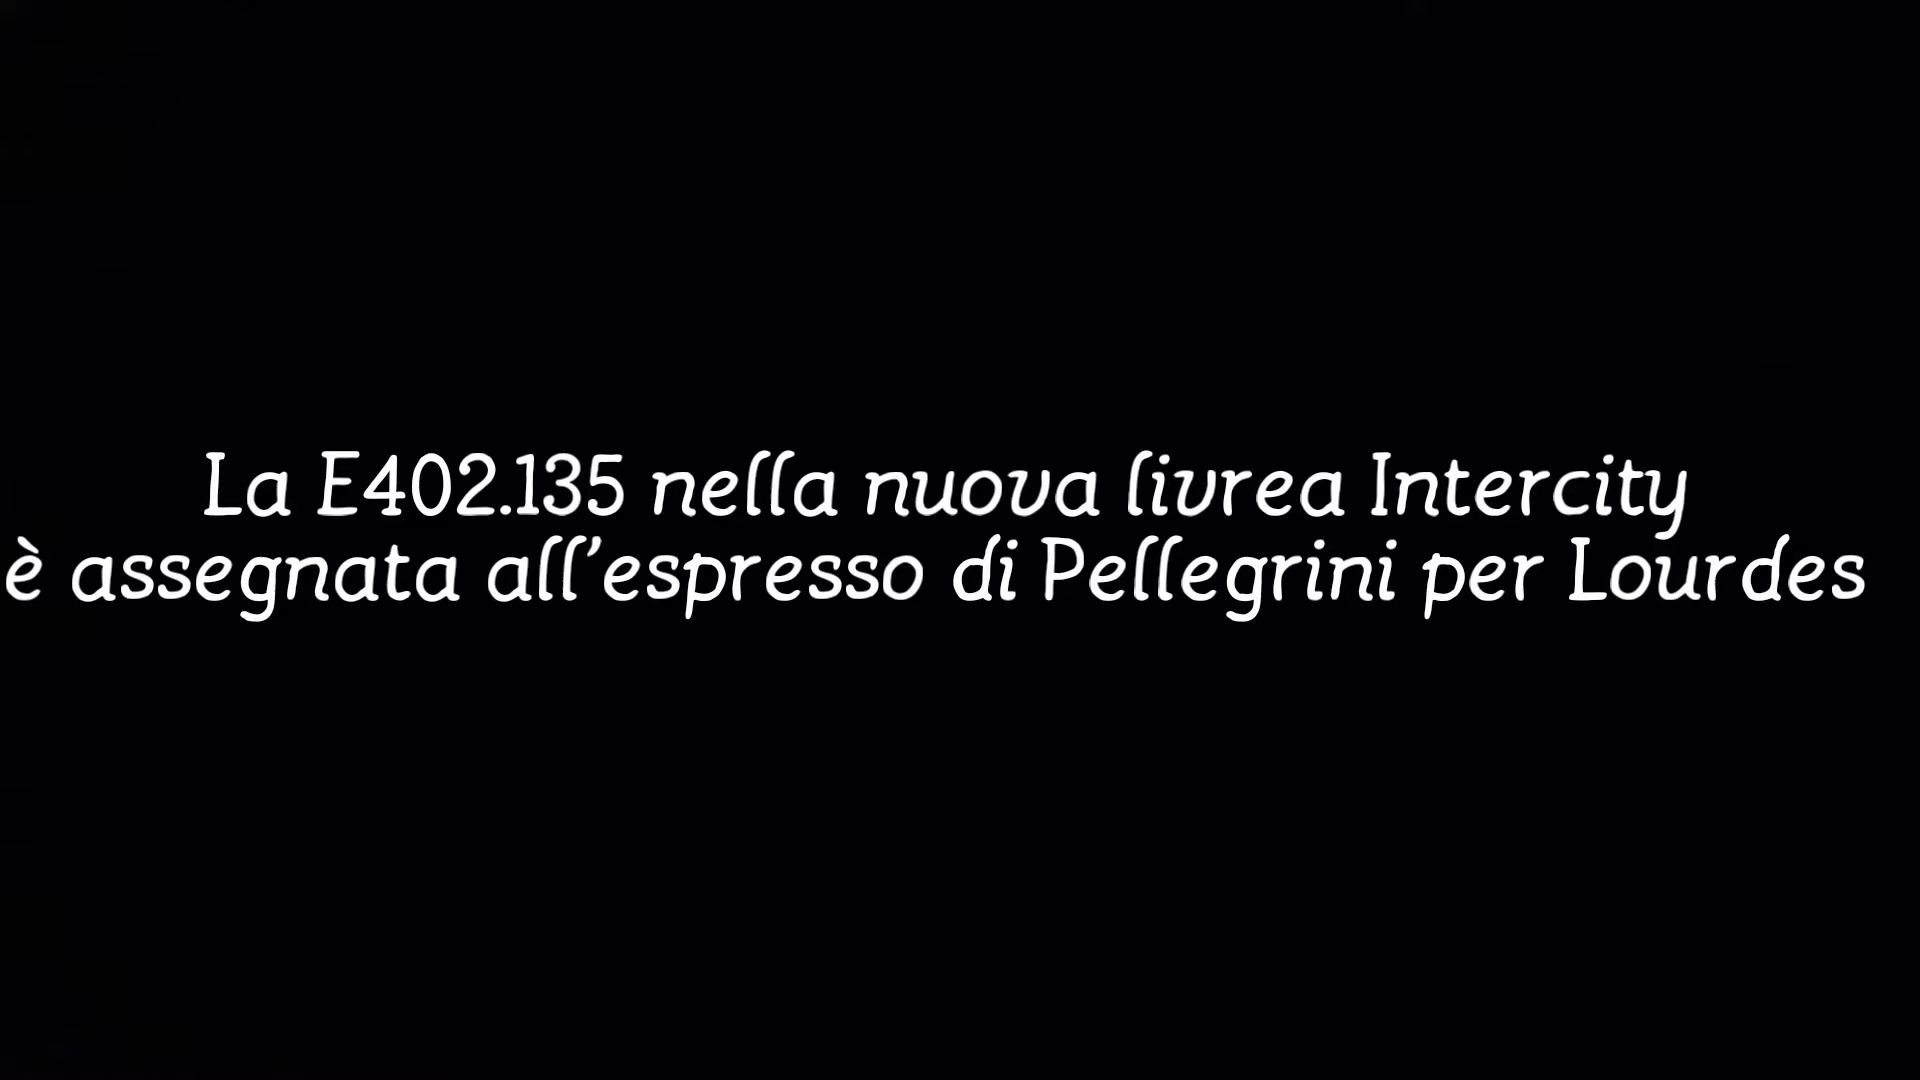 La E402.135 nella nuova livrea Intercity
è assegnata all’espresso di Pellegrini per Lourdes